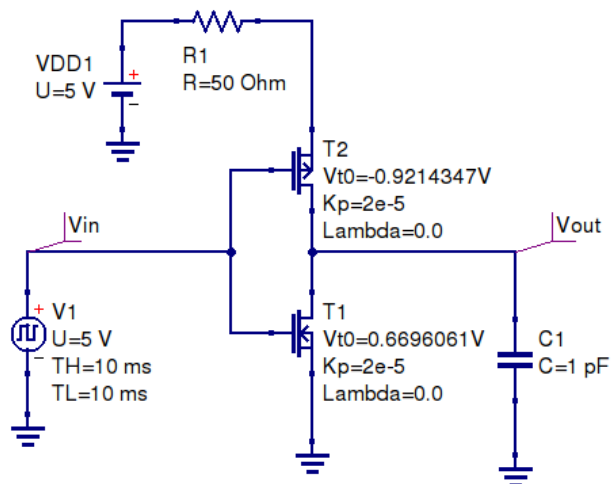 R1
R=50 Ohm
VDD1
U=5 V
+
−
T2
Vt0=-0.9214347V
Kp=2e-5
Lambda=0.0
Vin
Vout
V1
U=5 V
TH=10 ms
TL=10 ms
+
−
T1
Vt0=0.6696061V
Kp=2e-5
Lambda=0.0
C1
C=1 pF